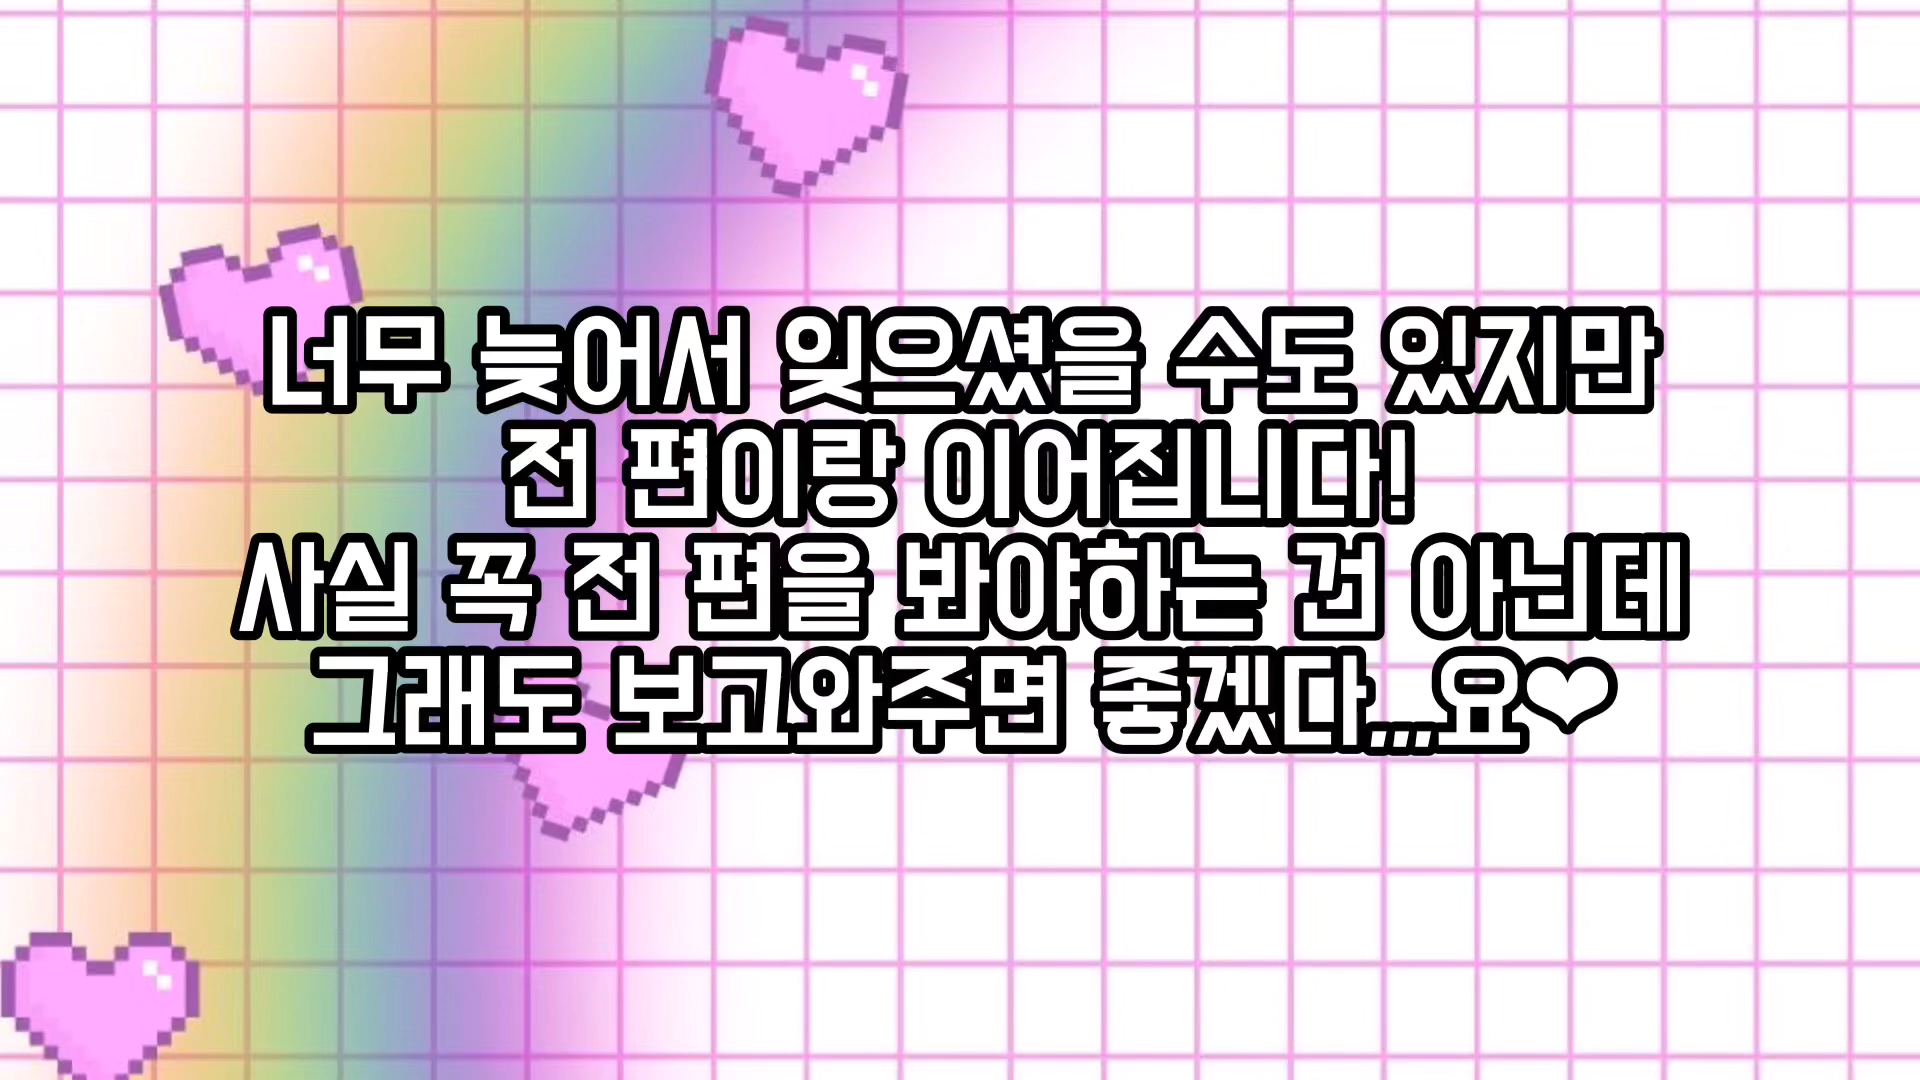 너무 늦어서 잊으셨을 수도 있지만
전 편이랑 이어집니다!
사실 꼭 전 편을 봐야하는 건 아닌데
그래도 보고와주면 좋겠다,,,요❤